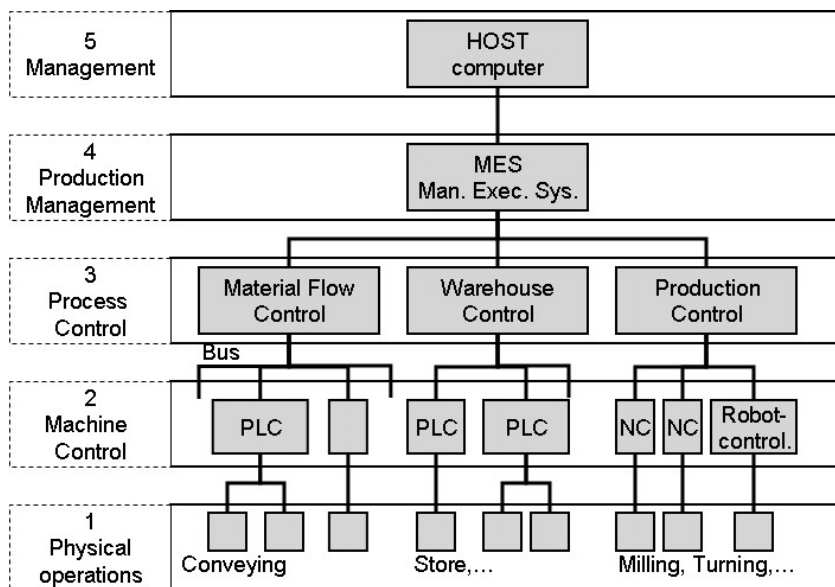 5
Management
HOST
computer
4
Production
Management
MES
Man. Exec. Sys.
3
Process
Control
Material Flow
Control
Warehouse
Control
Production
Control
Bus
2
Machine
Control
PLC
PLC
PLC
NC
NC
Robot-
control.
1
Physical
operations
Conveying
Store,...
Milling, Turning,...